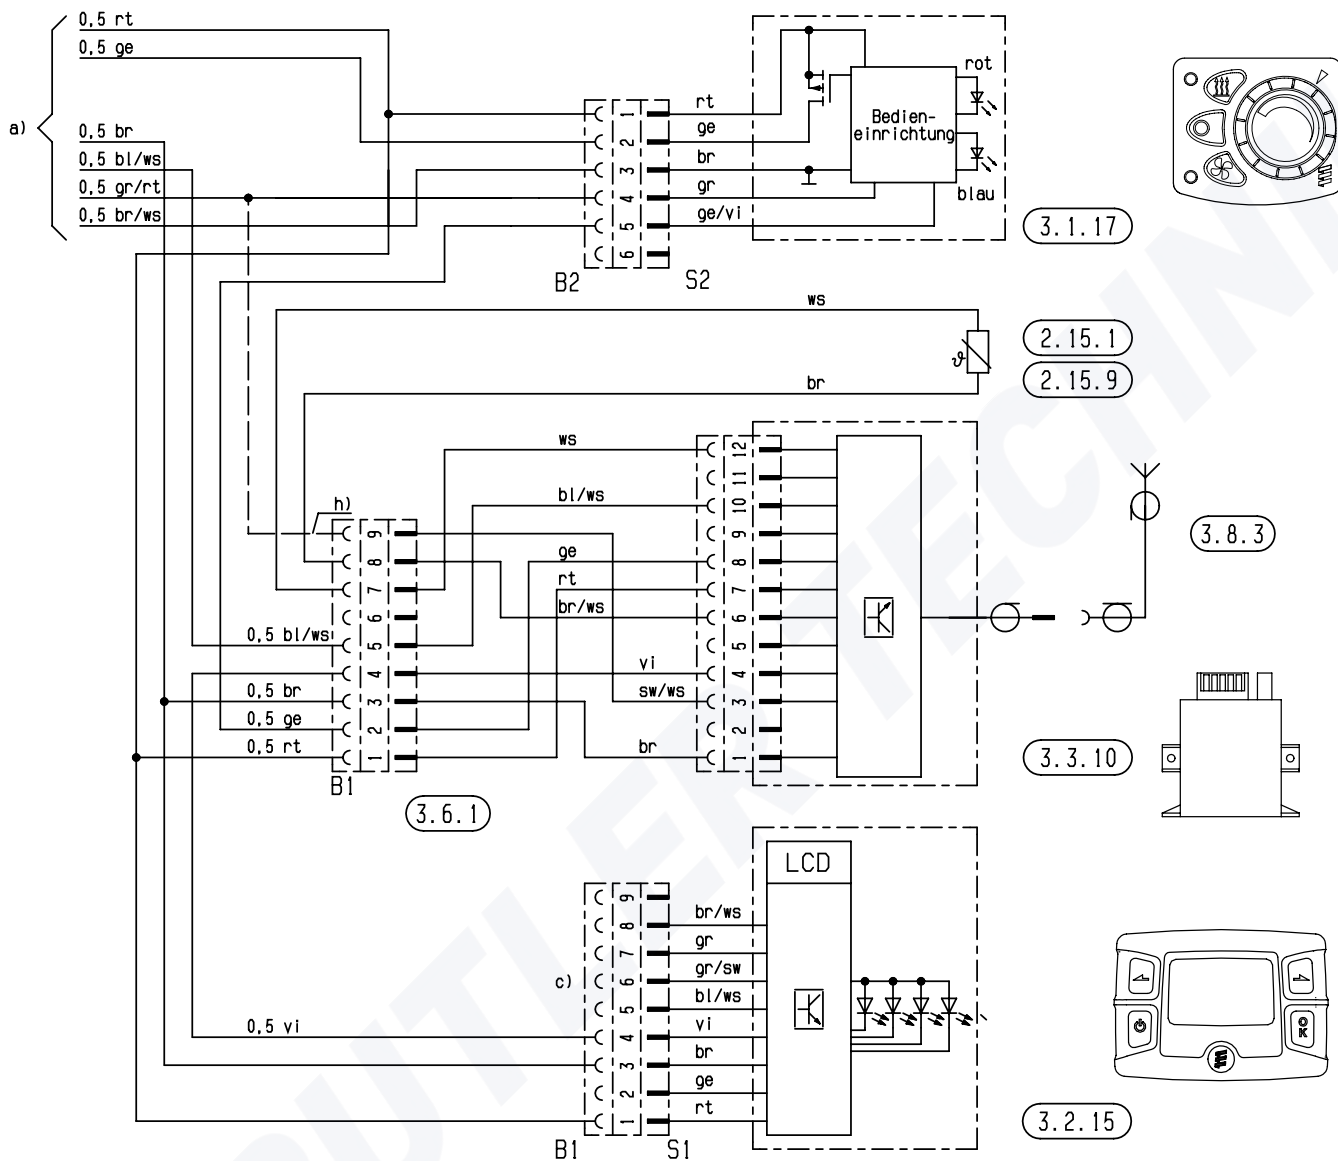 0,5 rt
0,5 ge
a)
0,5 br
0,5 bl/ws
0,5 gr/rt
0,5 br/ws
1
2
3
4
5
6
B2
S2
rt
ge
br
gr
ge/vi
Bedien-
einrichtung
rot
blau
3.1.17
ws
ϑ
br
2.15.1
2.15.9
h)
9
8
7
6
5
4
3
2
1
0,5 bl/ws
0,5 br
0,5 ge
0,5 rt
B1
3.6.1
ws
bl/ws
ge
rt
br/ws
vi
sw/ws
br
12
11
10
9
8
7
6
5
4
3
2
1
3.8.3
3.3.10
LCD
9
8
7
6
5
4
3
2
1
c)
0,5 vi
br/ws
gr
gr/sw
bl/ws
vi
br
ge
rt
B1
S1
OK
3.2.15
BUTLER TECHNI